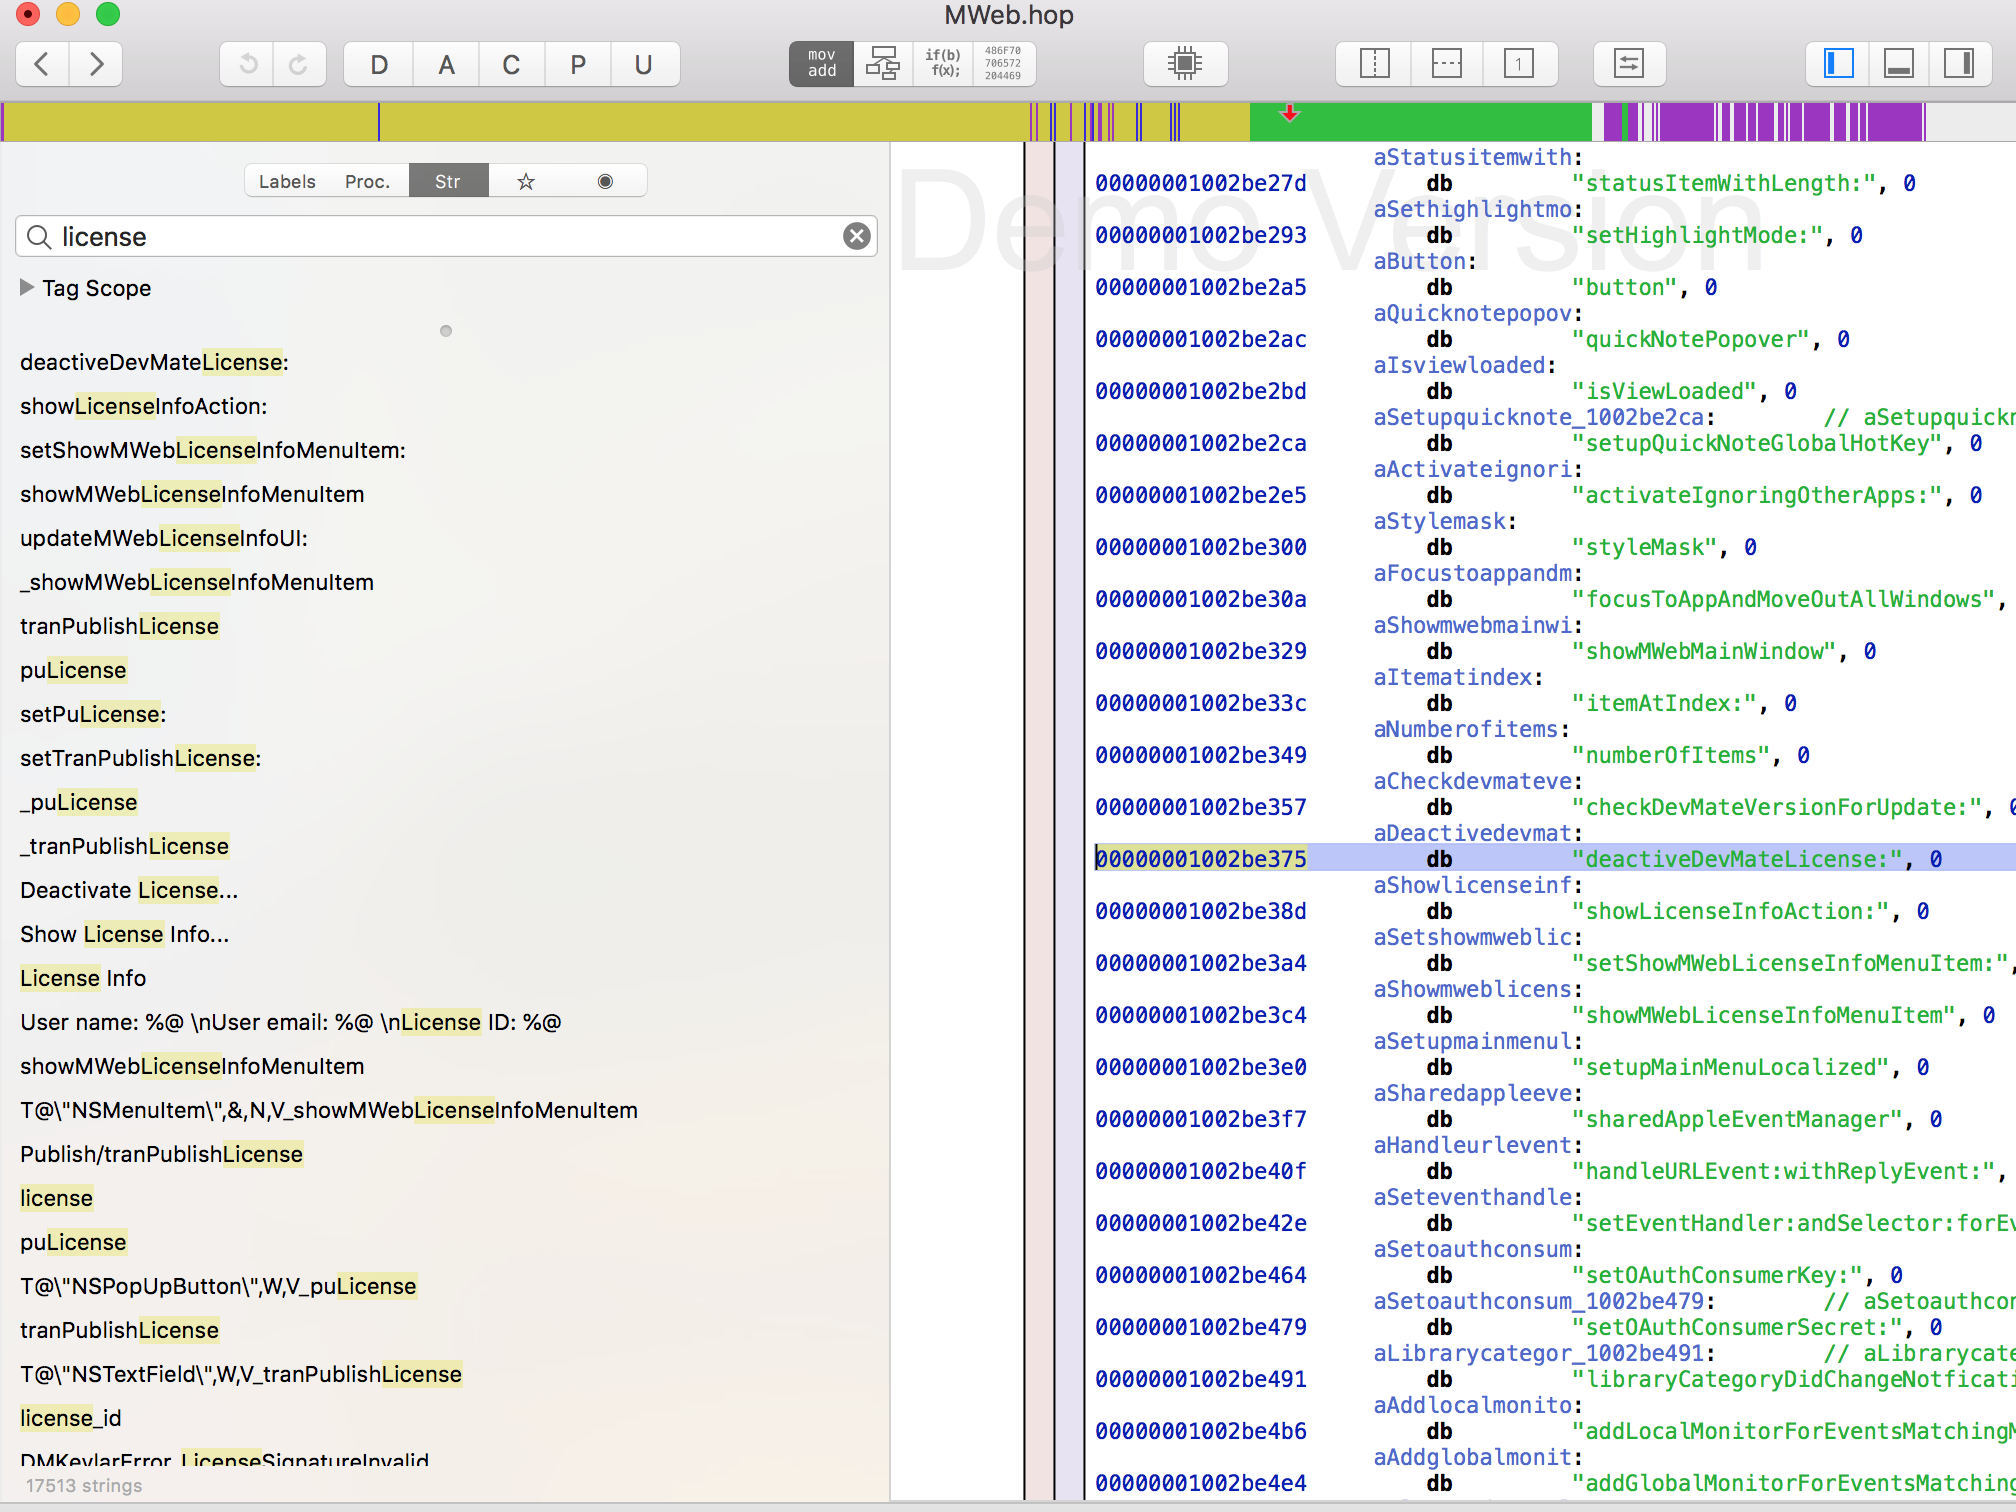 MWeb.hop
D A C P U
mov
add
if(b)
f(x);
486F70
706572
204469
1
Labels Proc. Str
license
Tag Scope
deactiveDevMateLicense:
showLicenseInfoAction:
setShowMWebLicenseInfoMenuItem:
showMWebLicenseInfoMenuItem
updateMWebLicenseInfoUI:
_showMWebLicenseInfoMenuItem
tranPublishLicense
puLicense
setPuLicense:
setTranPublishLicense:
_puLicense
_tranPublishLicense
Deactivate License...
Show License Info...
License Info
User name: %@ \nUser email: %@ \nLicense ID: %@
showMWebLicenseInfoMenuItem
T@\"NSMenuItem\",&,N,V_showMWebLicenseInfoMenuItem
Publish/tranPublishLicense
license
puLicense
T@\"NSPopUpButton\",W,V_puLicense
tranPublishLicense
T@\"NSTextField\",W,V_tranPublishLicense
license_id
DMKevlarError_LicenseSignatureInvalid
17513 strings
Demo Version
aStatusitemwith:
00000001002be27d db "statusItemWithLength:", 0
aSethighlightmo:
00000001002be293 db "setHighlightMode:", 0
aButton:
00000001002be2a5 db "button", 0
aQuicknotepopov:
00000001002be2ac db "quickNotePopover", 0
aIsviewloaded:
00000001002be2bd db "isViewLoaded", 0
aSetupquicknote_1002be2ca: // aSetupquickn
00000001002be2ca db "setupQuickNoteGlobalHotKey", 0
aActivateignori:
00000001002be2e5 db "activateIgnoringOtherApps:", 0
aStylemask:
00000001002be300 db "styleMask", 0
aFocustoappandm:
00000001002be30a db "focusToAppAndMoveOutAllWindows",
aShowmwebmainwi:
00000001002be329 db "showMWebMainWindow", 0
aItematindex:
00000001002be33c db "itemAtIndex:", 0
aNumberofitems:
00000001002be349 db "numberOfItems", 0
aCheckdevmateve:
00000001002be357 db "checkDevMateVersionForUpdate:", 0
aDeactivedevmat:
00000001002be375 db "deactiveDevMateLicense:", 0
aShowlicenseinf:
00000001002be38d db "showLicenseInfoAction:", 0
aSetshowmweblic:
00000001002be3a4 db "setShowMWebLicenseInfoMenuItem:",
aShowmweblicens:
00000001002be3c4 db "showMWebLicenseInfoMenuItem", 0
aSetupmainmenul:
00000001002be3e0 db "setupMainMenuLocalized", 0
aSharedappleeve:
00000001002be3f7 db "sharedAppleEventManager", 0
aHandleurlevent:
00000001002be40f db "handleURLEvent:withReplyEvent:",
aSeteventhandle:
00000001002be42e db "setEventHandler:andSelector:forEv
aSetoauthconsum:
00000001002be464 db "setOAuthConsumerKey:", 0
aSetoauthconsum_1002be479: // aSetoauthcon
00000001002be479 db "setOAuthConsumerSecret:", 0
aLibrarycategor_1002be491: // aLibrarycate
00000001002be491 db "libraryCategoryDidChangeNotficati
aAddlocalmonito:
00000001002be4b6 db "addLocalMonitorForEventsMatchingM
aAddglobalmonit:
00000001002be4e4 db "addGlobalMonitorForEventsMatching